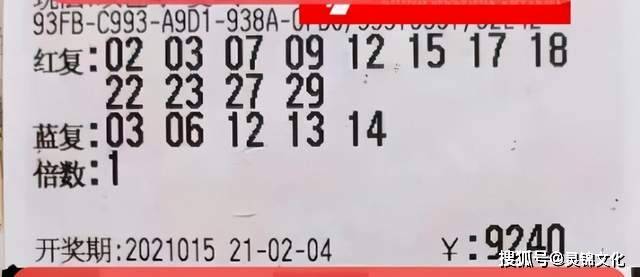 93FB-C993-A9D1-938A-
红复:02 03 07 09 12 15 17 18
22 23 27 29
蓝复:03 06 12 13 14
倍数:1
开奖期:2021015 21-02-04 ¥:9240
搜狐号@灵锦文化